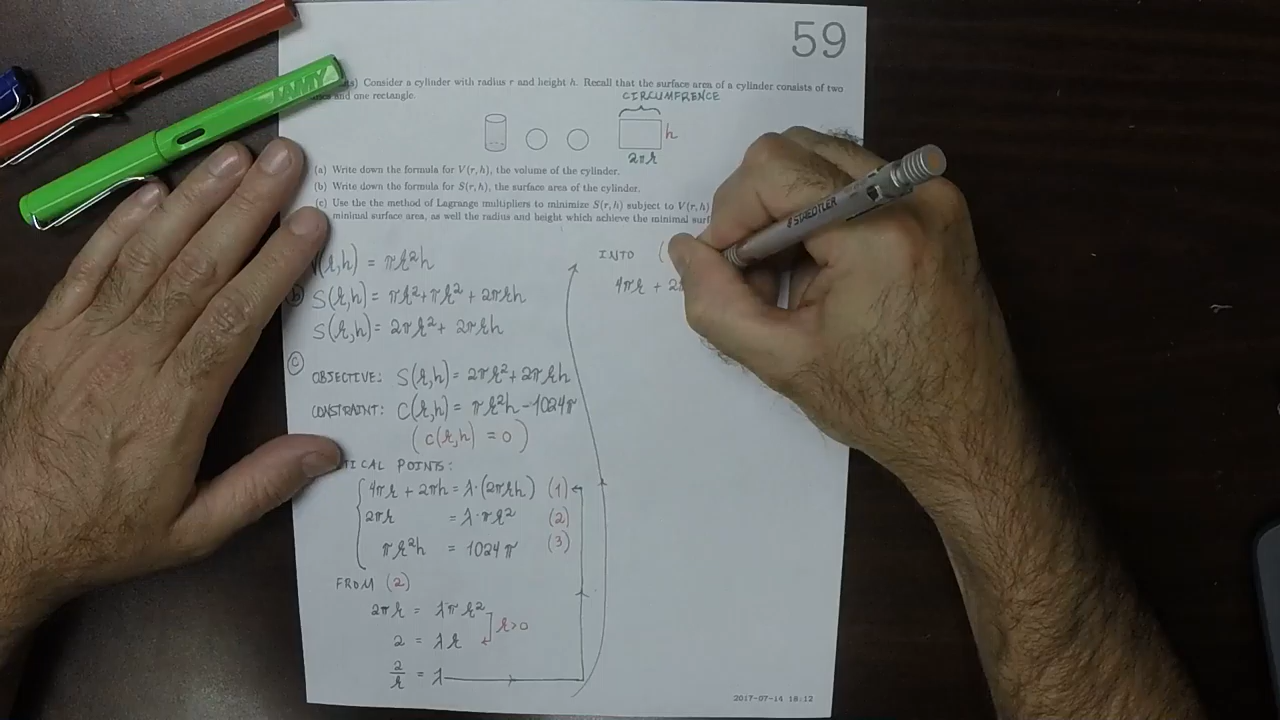 59
) Consider a cylinder with radius r and height h. Recall that the surface area of a cylinder consists of two
and one rectangle.
CIRCUMFRENCE
h
2πr
(a) Write down the formula for V(r, h), the volume of the cylinder.
(b) Write down the formula for S(r, h), the surface area of the cylinder.
(c) Use the the method of Lagrange multipliers to minimize S(r, h) subject to V(r, h)
minimal surface area, as well the radius and height which achieve the minimal surf
(r,h) = πr²h
(b) S(r,h) = πr²+πr² + 2πrh
S(r,h) = 2πr² + 2πrh
(c)
OBJECTIVE: S(r,h) = 2πr² + 2πrh
CONSTRAINT: C(r,h) = πr²h - 1024π
(C(r,h) = 0)
TICAL POINTS:
4πr + 2πh = λ·(2πrh) (1)
2πr = λ·πr² (2)
πr²h = 1024π (3)
FROM (2)
2πr = λπr²
r>0
2 = λr
2/r = λ
INTO (
4πr + 2π
STAEDTLER
LAMY
2017-07-14 18:12